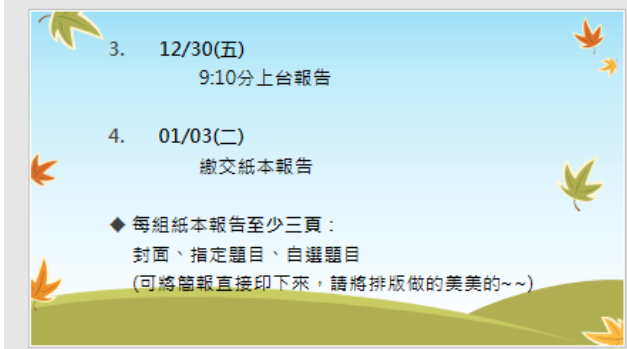 3. 12/30(五)
9:10分上台報告
4. 01/03(二)
繳交紙本報告
◆ 每組紙本報告至少三頁：
封面、指定題目、自選題目
(可將簡報直接印下來，請將排版做的美美的~~)